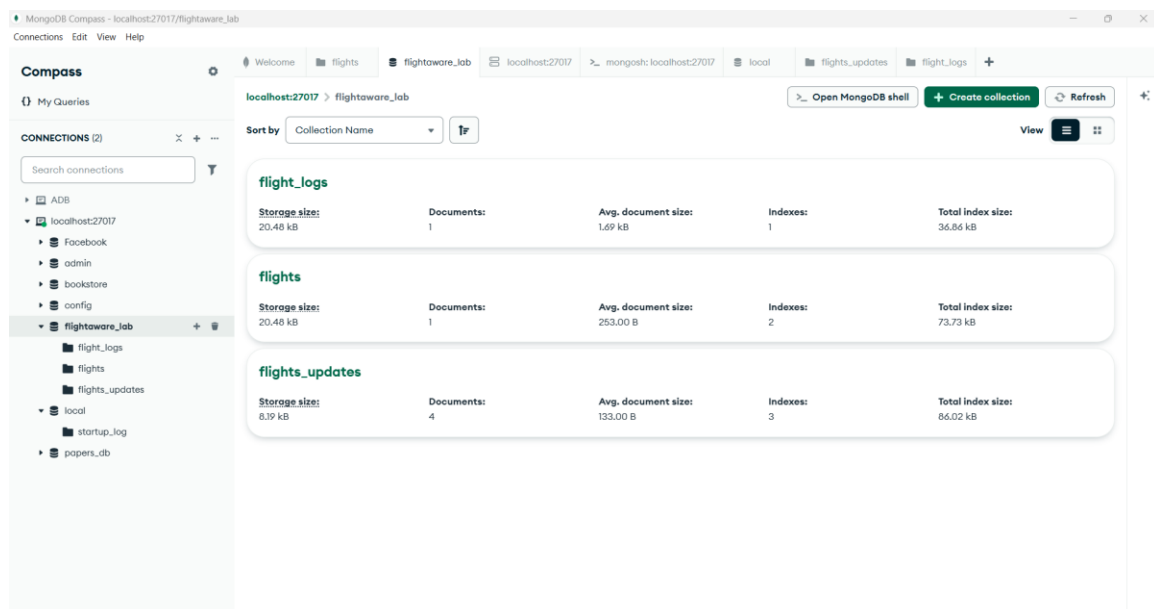 MongoDB Compass - localhost:27017/flightaware_lab
Connections Edit View Help
Compass
{} My Queries
CONNECTIONS (2)
Search connections
ADB
localhost:27017
Facebook
admin
bookstore
config
flightaware_lab
flight_logs
flights
flights_updates
local
startup_log
papers_db
Welcome flights flightaware_lab localhost:27017 >_ mongosh: localhost:27017 local flights_updates flight_logs +
localhost:27017 > flightaware_lab
>_ Open MongoDB shell + Create collection Refresh
Sort by Collection Name View
flight_logs
Storage size: Documents: Avg. document size: Indexes: Total index size:
20.48 kB 1 1.69 kB 1 36.86 kB
flights
Storage size: Documents: Avg. document size: Indexes: Total index size:
20.48 kB 1 253.00 B 2 73.73 kB
flights_updates
Storage size: Documents: Avg. document size: Indexes: Total index size:
8.19 kB 4 133.00 B 3 86.02 kB